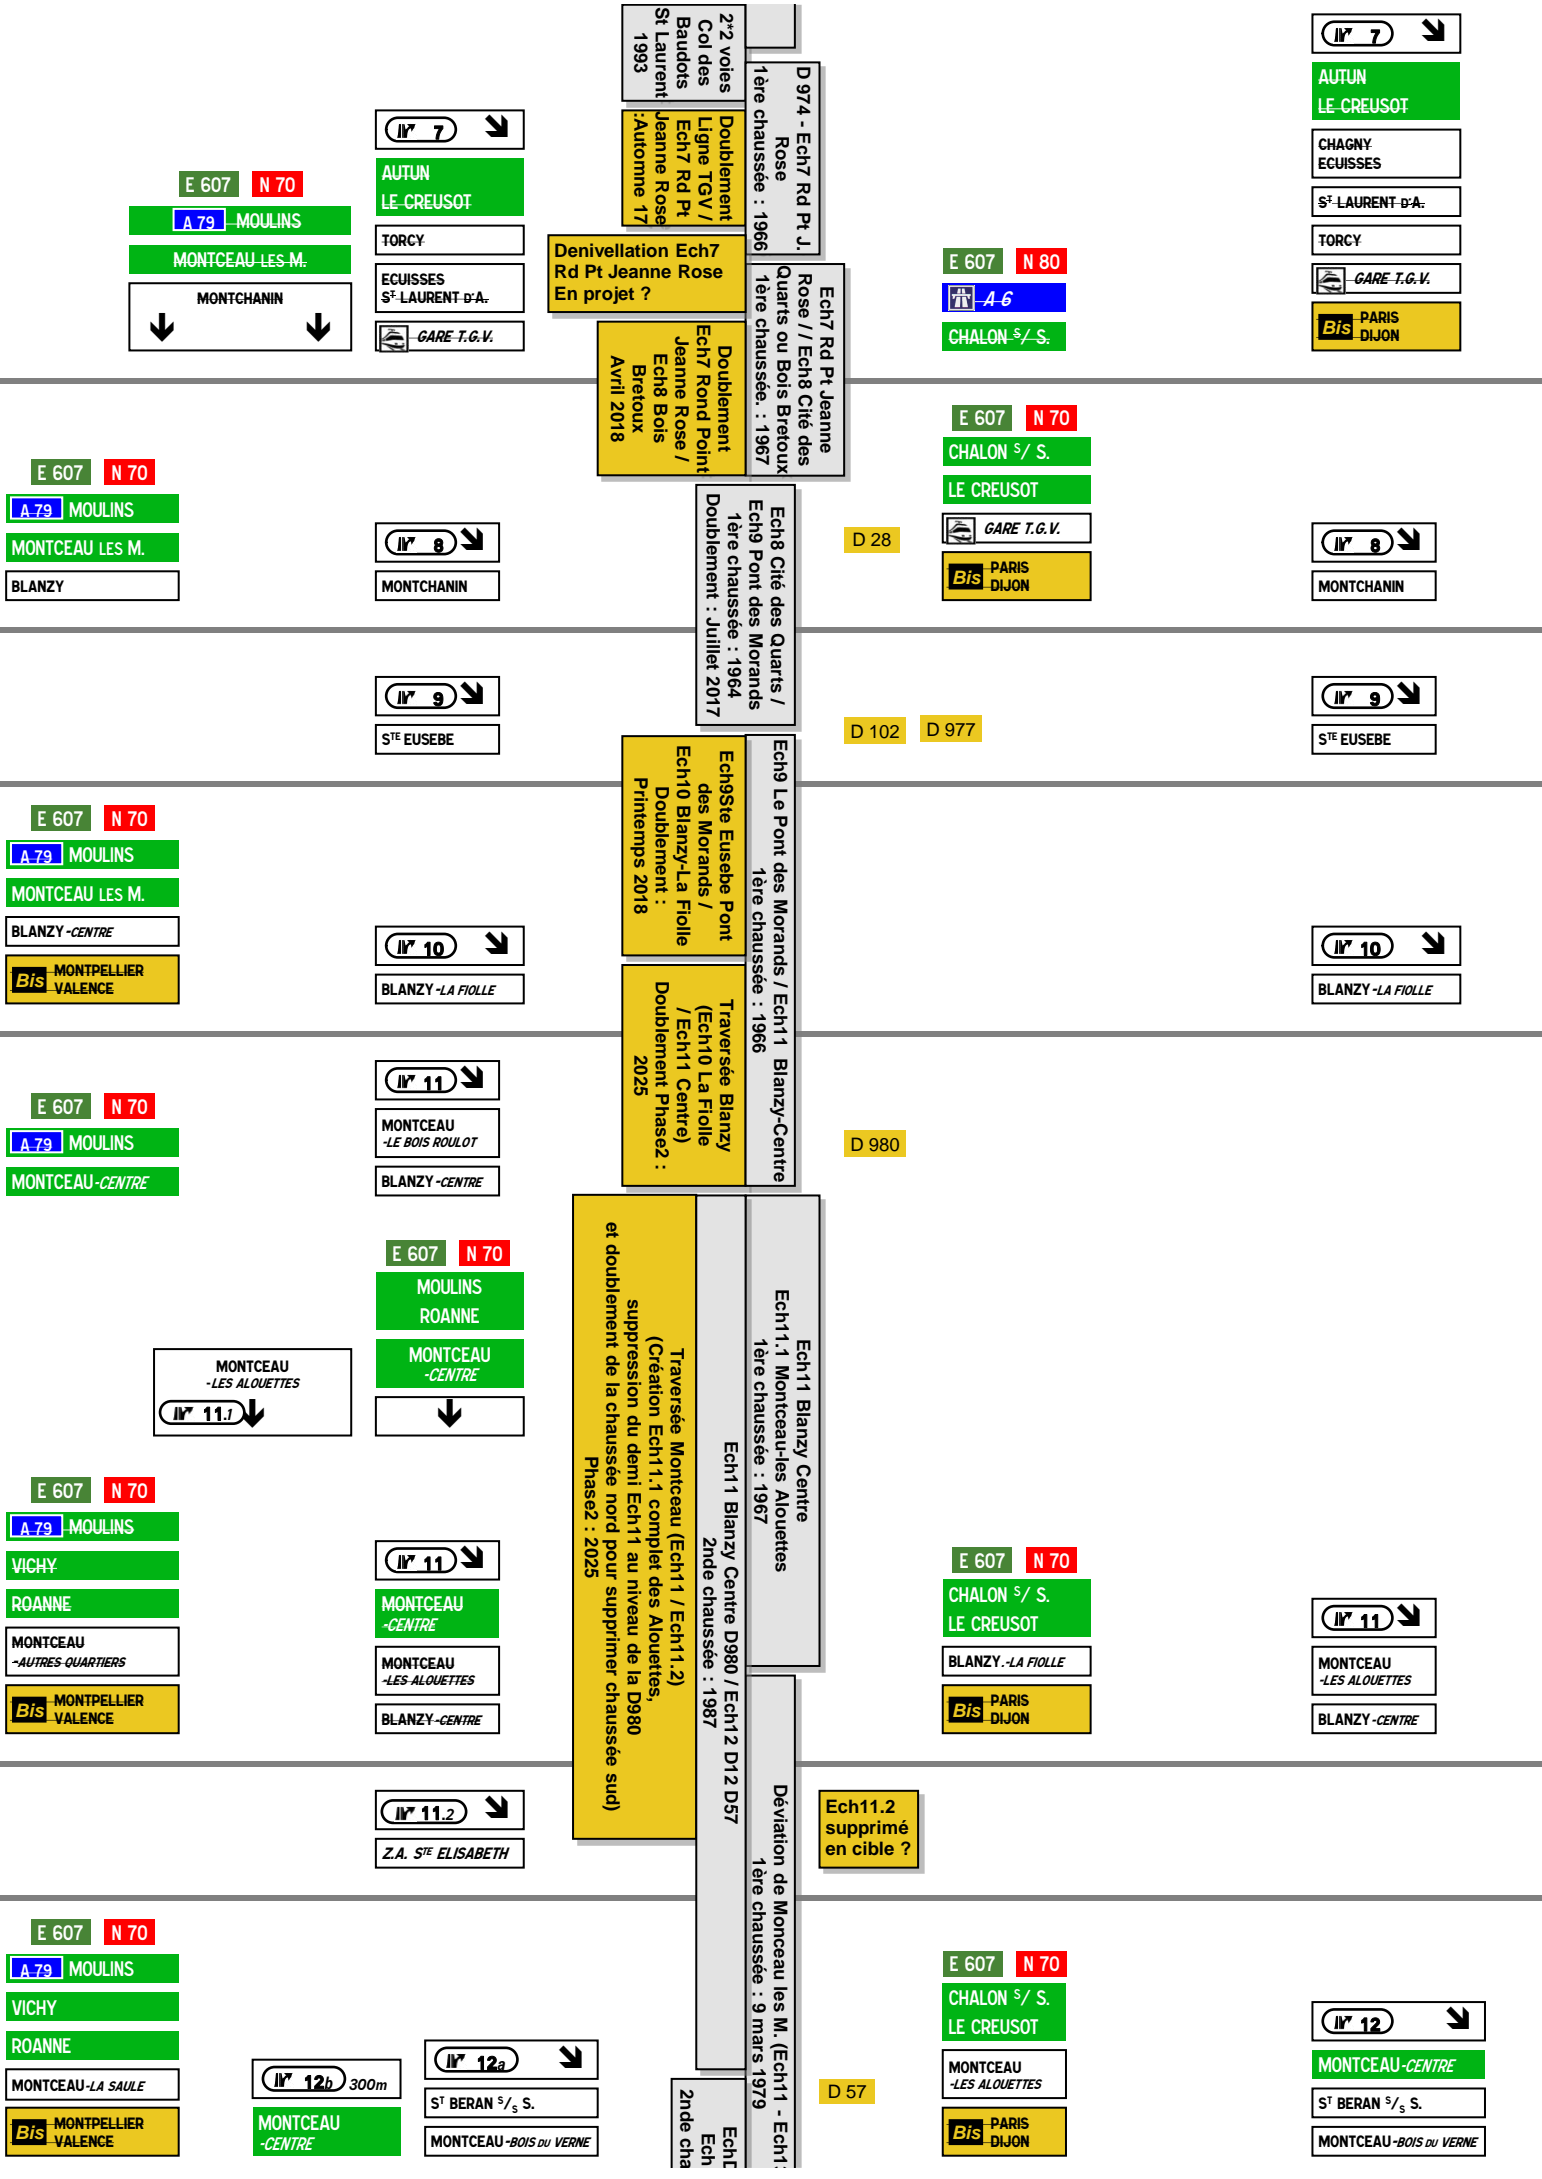 2*2 voies
Col des
Baudots
St Laurent
1993
D 974 - Ech7 Rd Pt J.
Rose
1ère chaussée : 1966
Doublement
Ligne TGV /
Ech7 Rd Pt
Jeanne Rose
:Automne 17
7
AUTUN
LE CREUSOT
TORCY
ECUISSES
ST LAURENT D'A.
GARE T.G.V.
E 607 N 70
A 79 MOULINS
MONTCEAU LES M.
MONTCHANIN
Denivellation Ech7
Rd Pt Jeanne Rose
En projet ?
E 607 N 80
A 6
CHALON S/ S.
7
AUTUN
LE CREUSOT
CHAGNY
ECUISSES
ST LAURENT D'A.
TORCY
GARE T.G.V.
Bis PARIS
DIJON
Ech7 Rd Pt Jeanne
Rose / / Ech8 Cité des
Quarts ou Bois Bretoux
1ère chaussée. : 1967
Doublement
Ech7 Rond Point
Jeanne Rose /
Ech8 Bois
Bretoux
Avril 2018
E 607 N 70
A 79 MOULINS
MONTCEAU LES M.
BLANZY
8
MONTCHANIN
Ech8 Cité des Quarts /
Ech9 Pont des Morands
1ère chaussée : 1964
Doublement : Juillet 2017
D 28
E 607 N 70
CHALON S/ S.
LE CREUSOT
GARE T.G.V.
Bis PARIS
DIJON
8
MONTCHANIN
9
STE EUSEBE
D 102 D 977
9
STE EUSEBE
Ech9 Le Pont des Morands / Ech11 Blanzy-Centre
1ère chaussée : 1966
Ech9Ste Eusebe Pont
des Morands /
Ech10 Blanzy-La Fiolle
Doublement :
Printemps 2018
E 607 N 70
A 79 MOULINS
MONTCEAU LES M.
BLANZY-CENTRE
Bis MONTPELLIER
VALENCE
10
BLANZY-LA FIOLLE
10
BLANZY-LA FIOLLE
Traversée Blanzy
(Ech10 La Fiolle
/ Ech11 Centre)
Doublement Phase2 :
2025
E 607 N 70
A 79 MOULINS
MONTCEAU-CENTRE
11
MONTCEAU
-LE BOIS ROULOT
BLANZY-CENTRE
D 980
E 607 N 70
MOULINS
ROANNE
MONTCEAU
-CENTRE
MONTCEAU
-LES ALOUETTES
11.1
Ech11 Blanzy Centre
Ech11.1 Montceau-les Alouettes
1ère chaussée : 1967
Ech11 Blanzy Centre D980 / Ech12 D12 D57
2nde chaussée : 1987
Traversée Montceau (Ech11 / Ech11.2)
(Création Ech11.1 complet des Alouettes,
suppression du demi Ech11 au niveau de la D980
et doublement de la chaussée nord pour supprimer chaussée sud)
Phase2 : 2025
E 607 N 70
A 79 MOULINS
VICHY
ROANNE
MONTCEAU
-AUTRES QUARTIERS
Bis MONTPELLIER
VALENCE
11
MONTCEAU
-CENTRE
MONTCEAU
-LES ALOUETTES
BLANZY-CENTRE
E 607 N 70
CHALON S/ S.
LE CREUSOT
BLANZY.-LA FIOLLE
Bis PARIS
DIJON
11
MONTCEAU
-LES ALOUETTES
BLANZY-CENTRE
Déviation de Monceau les M. (Ech11 - Ech1
1ère chaussée : 9 mars 1979
11.2
Z.A. STE ELISABETH
Ech11.2
supprimé
en cible ?
E 607 N 70
A 79 MOULINS
VICHY
ROANNE
MONTCEAU-LA SAULE
Bis MONTPELLIER
VALENCE
12b 300m
MONTCEAU
-CENTRE
12a
ST BERAN S/S S.
MONTCEAU-BOIS DU VERNE
Ech
2nde cha
D 57
E 607 N 70
CHALON S/ S.
LE CREUSOT
MONTCEAU
-LES ALOUETTES
Bis PARIS
DIJON
12
MONTCEAU-CENTRE
ST BERAN S/S S.
MONTCEAU-BOIS DU VERNE